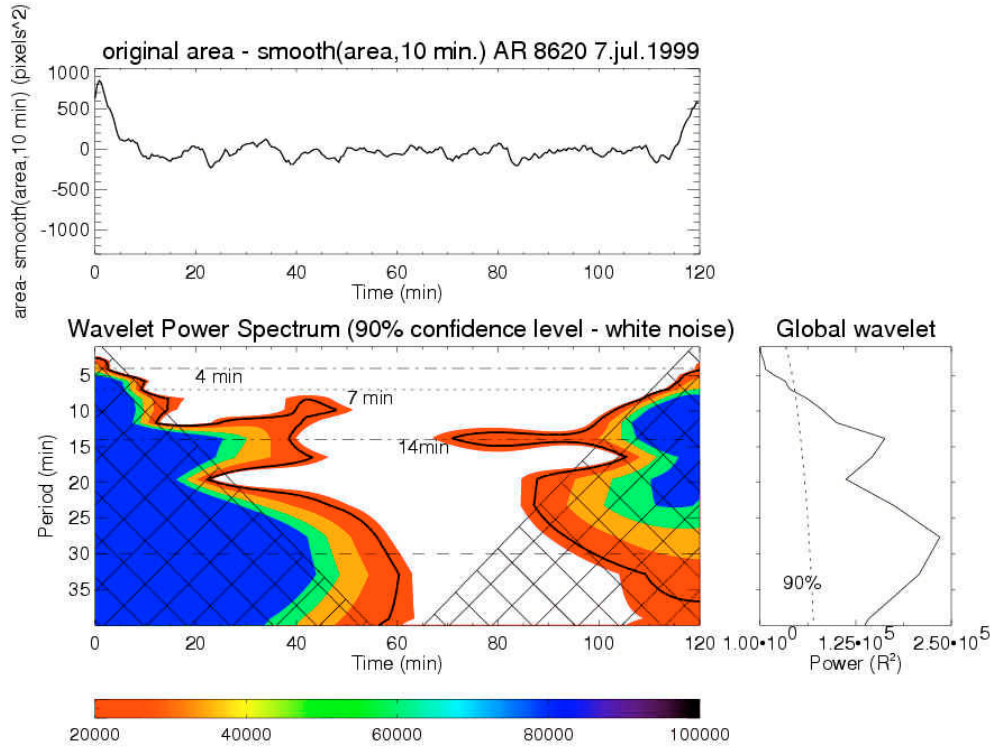 original area - smooth(area,10 min.) AR 8620 7.jul.1999
area- smooth(area,10 min) (pixels^2)
1000
500
0
-500
-1000
0 20 40 60 80 100 120
Time (min)
Wavelet Power Spectrum (90% confidence level - white noise)
Period (min)
5
10
15
20
25
30
35
4 min
7 min
14min
0 20 40 60 80 100 120
Time (min)
Global wavelet
90%
1.00•10^0 1.25•10^5 2.50•10^5
Power (R²)
20000 40000 60000 80000 100000